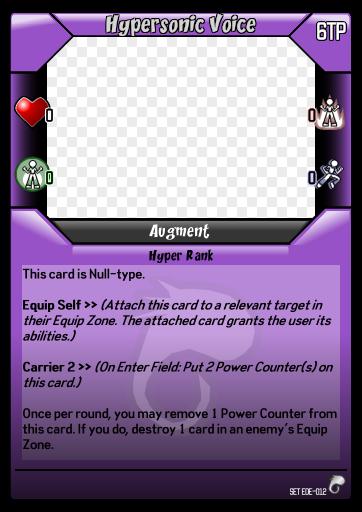 Hypersonic Voice
6TP
0
0
0
0
Augment
Hyper Rank
This card is Null-type.
Equip Self >> (Attach this card to a relevant target in
their Equip Zone. The attached card grants the user its
abilities.)
Carrier 2 >> (On Enter Field: Put 2 Power Counter(s) on
this card.)
Once per round, you may remove 1 Power Counter from
this card. If you do, destroy 1 card in an enemy's Equip
Zone.
SET EOE-012